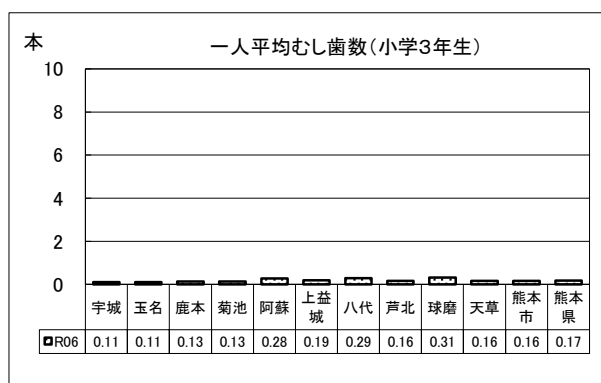 本
一人平均むし歯数(小学3年生)
10
8
6
4
2
0
宇城 玉名 鹿本 菊池 阿蘇 上益城 八代 芦北 球磨 天草 熊本市 熊本県
R06 0.11 0.11 0.13 0.13 0.28 0.19 0.29 0.16 0.31 0.16 0.16 0.17